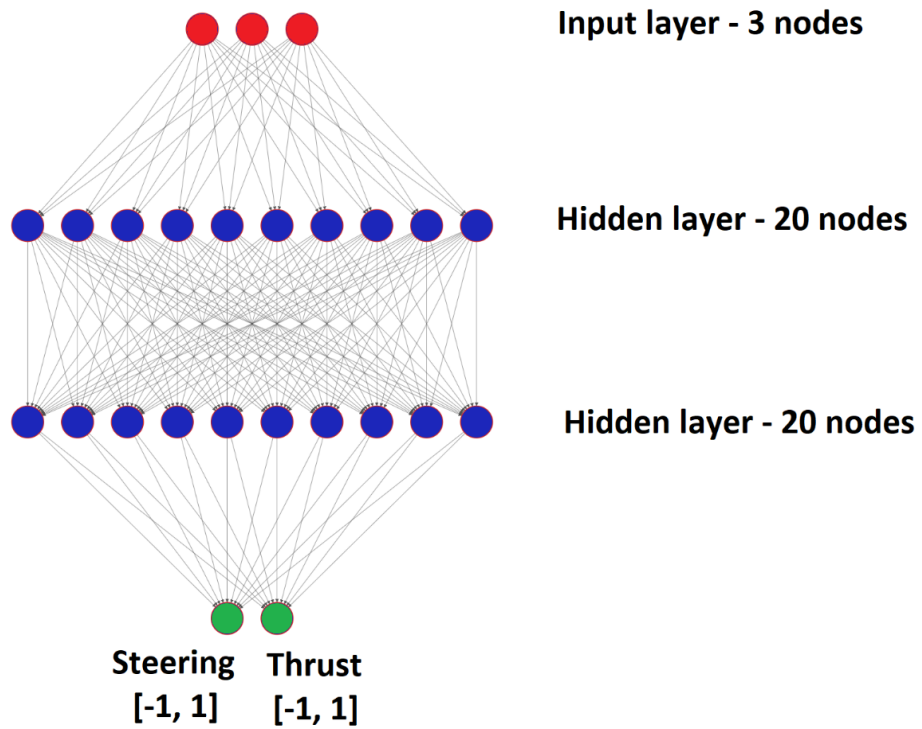 Input layer - 3 nodes
Hidden layer - 20 nodes
Hidden layer - 20 nodes
Steering Thrust
[-1, 1] [-1, 1]